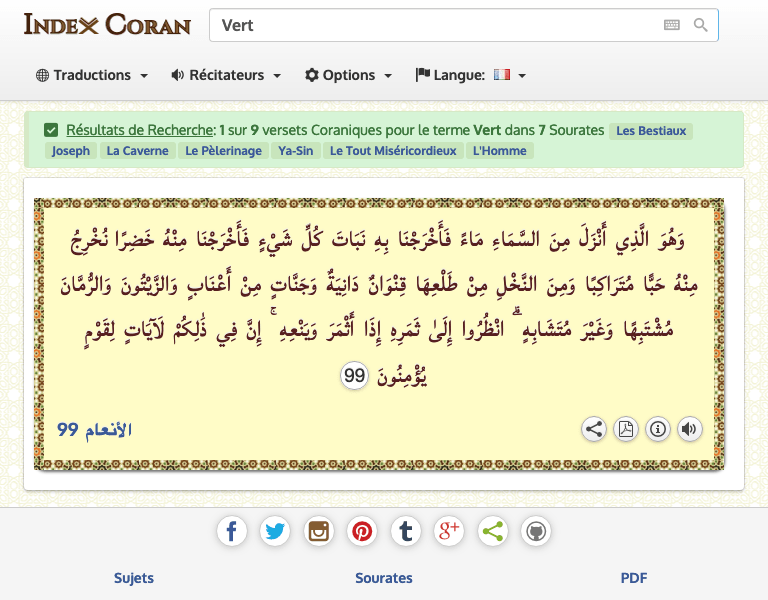 Index Coran
Vert
Traductions
Récitateurs
Options
Langue:
Résultats de Recherche: 1 sur 9 versets Coraniques pour le terme Vert dans 7 Sourates Les Bestiaux
Joseph La Caverne Le Pèlerinage Ya-Sin Le Tout Miséricordieux L'Homme
وَهُوَ الَّذِي أَنْزَلَ مِنَ السَّمَاءِ مَاءً فَأَخْرَجْنَا بِهِ نَبَاتَ كُلِّ شَيْءٍ فَأَخْرَجْنَا مِنْهُ خَضِرًا نُخْرِجُ
مِنْهُ حَبًّا مُتَرَاكِبًا وَمِنَ النَّخْلِ مِنْ طَلْعِهَا قِنْوَانٌ دَانِيَةٌ وَجَنَّاتٍ مِنْ أَعْنَابٍ وَالزَّيْتُونَ وَالرُّمَّانَ
مُشْتَبِهًا وَغَيْرَ مُتَشَابِهٍ ۗ انْظُرُوا إِلَىٰ ثَمَرِهِ إِذَا أَثْمَرَ وَيَنْعِهِ ۚ إِنَّ فِي ذَٰلِكُمْ لَآيَاتٍ لِقَوْمٍ
يُؤْمِنُونَ 99
الأنعام 99
Sujets
Sourates
PDF